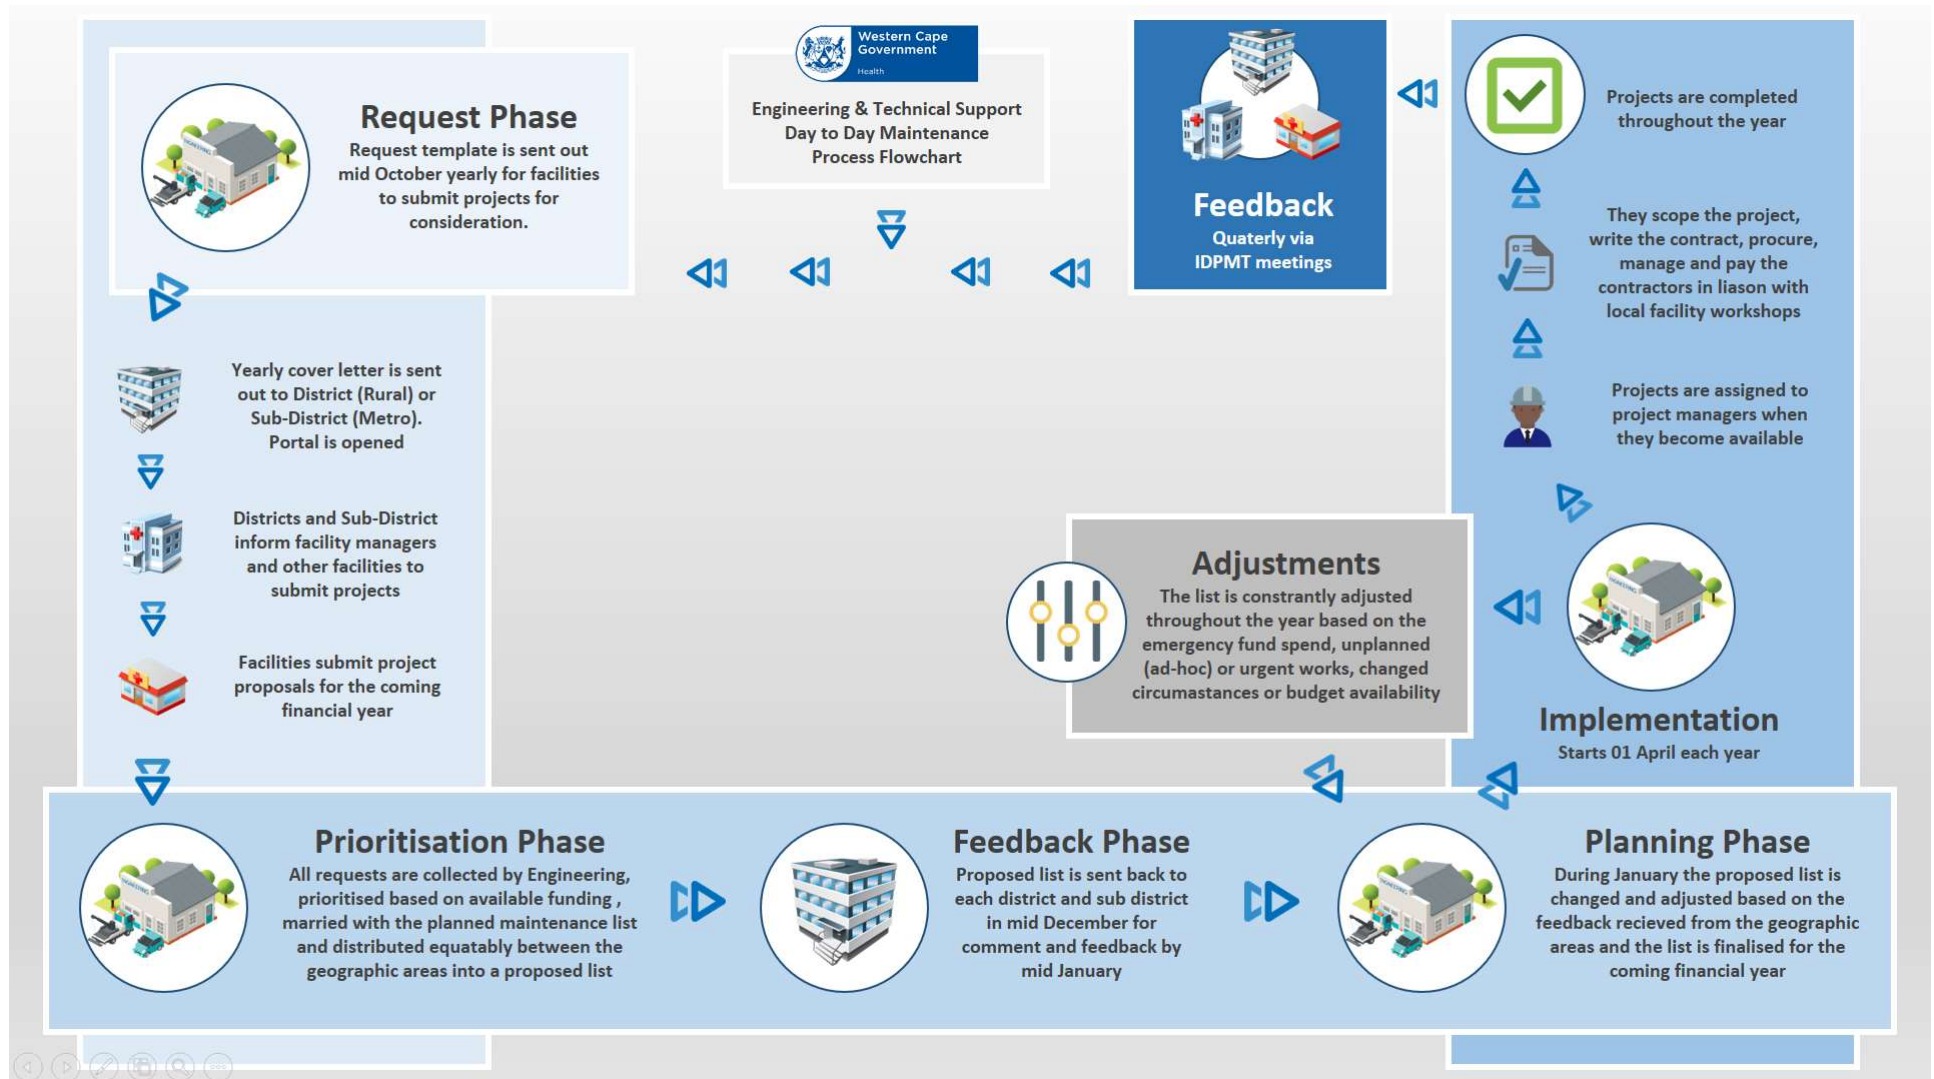 Western Cape
Government
Health
Engineering & Technical Support
Day to Day Maintenance
Process Flowchart
Request Phase
Request template is sent out
mid October yearly for facilities
to submit projects for
consideration.
Yearly cover letter is sent
out to District (Rural) or
Sub-District (Metro).
Portal is opened
Districts and Sub-District
inform facility managers
and other facilities to
submit projects
Facilities submit project
proposals for the coming
financial year
Prioritisation Phase
All requests are collected by Engineering,
prioritised based on available funding ,
married with the planned maintenance list
and distributed equatably between the
geographic areas into a proposed list
Feedback Phase
Proposed list is sent back to
each district and sub district
in mid December for
comment and feedback by
mid January
Planning Phase
During January the proposed list is
changed and adjusted based on the
feedback recieved from the geographic
areas and the list is finalised for the
coming financial year
Adjustments
The list is constrantly adjusted
throughout the year based on the
emergency fund spend, unplanned
(ad-hoc) or urgent works, changed
circumastances or budget availability
Implementation
Starts 01 April each year
Projects are assigned to
project managers when
they become available
They scope the project,
write the contract, procure,
manage and pay the
contractors in liason with
local facility workshops
Projects are completed
throughout the year
Feedback
Quaterly via
IDPMT meetings